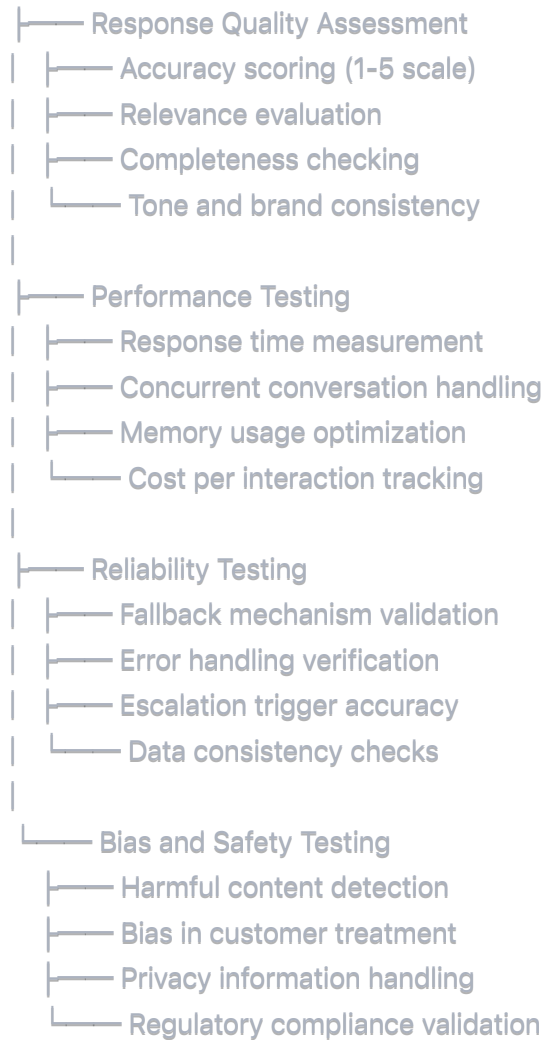 ├── Response Quality Assessment
│   ├── Accuracy scoring (1-5 scale)
│   ├── Relevance evaluation
│   ├── Completeness checking
│   └── Tone and brand consistency
│
├── Performance Testing
│   ├── Response time measurement
│   ├── Concurrent conversation handling
│   ├── Memory usage optimization
│   └── Cost per interaction tracking
│
├── Reliability Testing
│   ├── Fallback mechanism validation
│   ├── Error handling verification
│   ├── Escalation trigger accuracy
│   └── Data consistency checks
│
└── Bias and Safety Testing
    ├── Harmful content detection
    ├── Bias in customer treatment
    ├── Privacy information handling
    └── Regulatory compliance validation